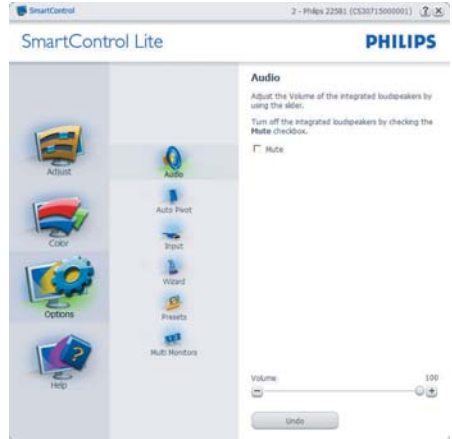 SmartControl
2 - Philips 225B1 (CS30715000001)
SmartControl Lite
PHILIPS
Adjust
Color
Options
Help
Audio
Auto Pivot
Input
Wizard
Presets
Multi Monitors
Audio
Adjust the Volume of the integrated loudspeakers by
using the slider.
Turn off the integrated loudspeakers by checking the
Mute checkbox.
Mute
Volume
100
Undo